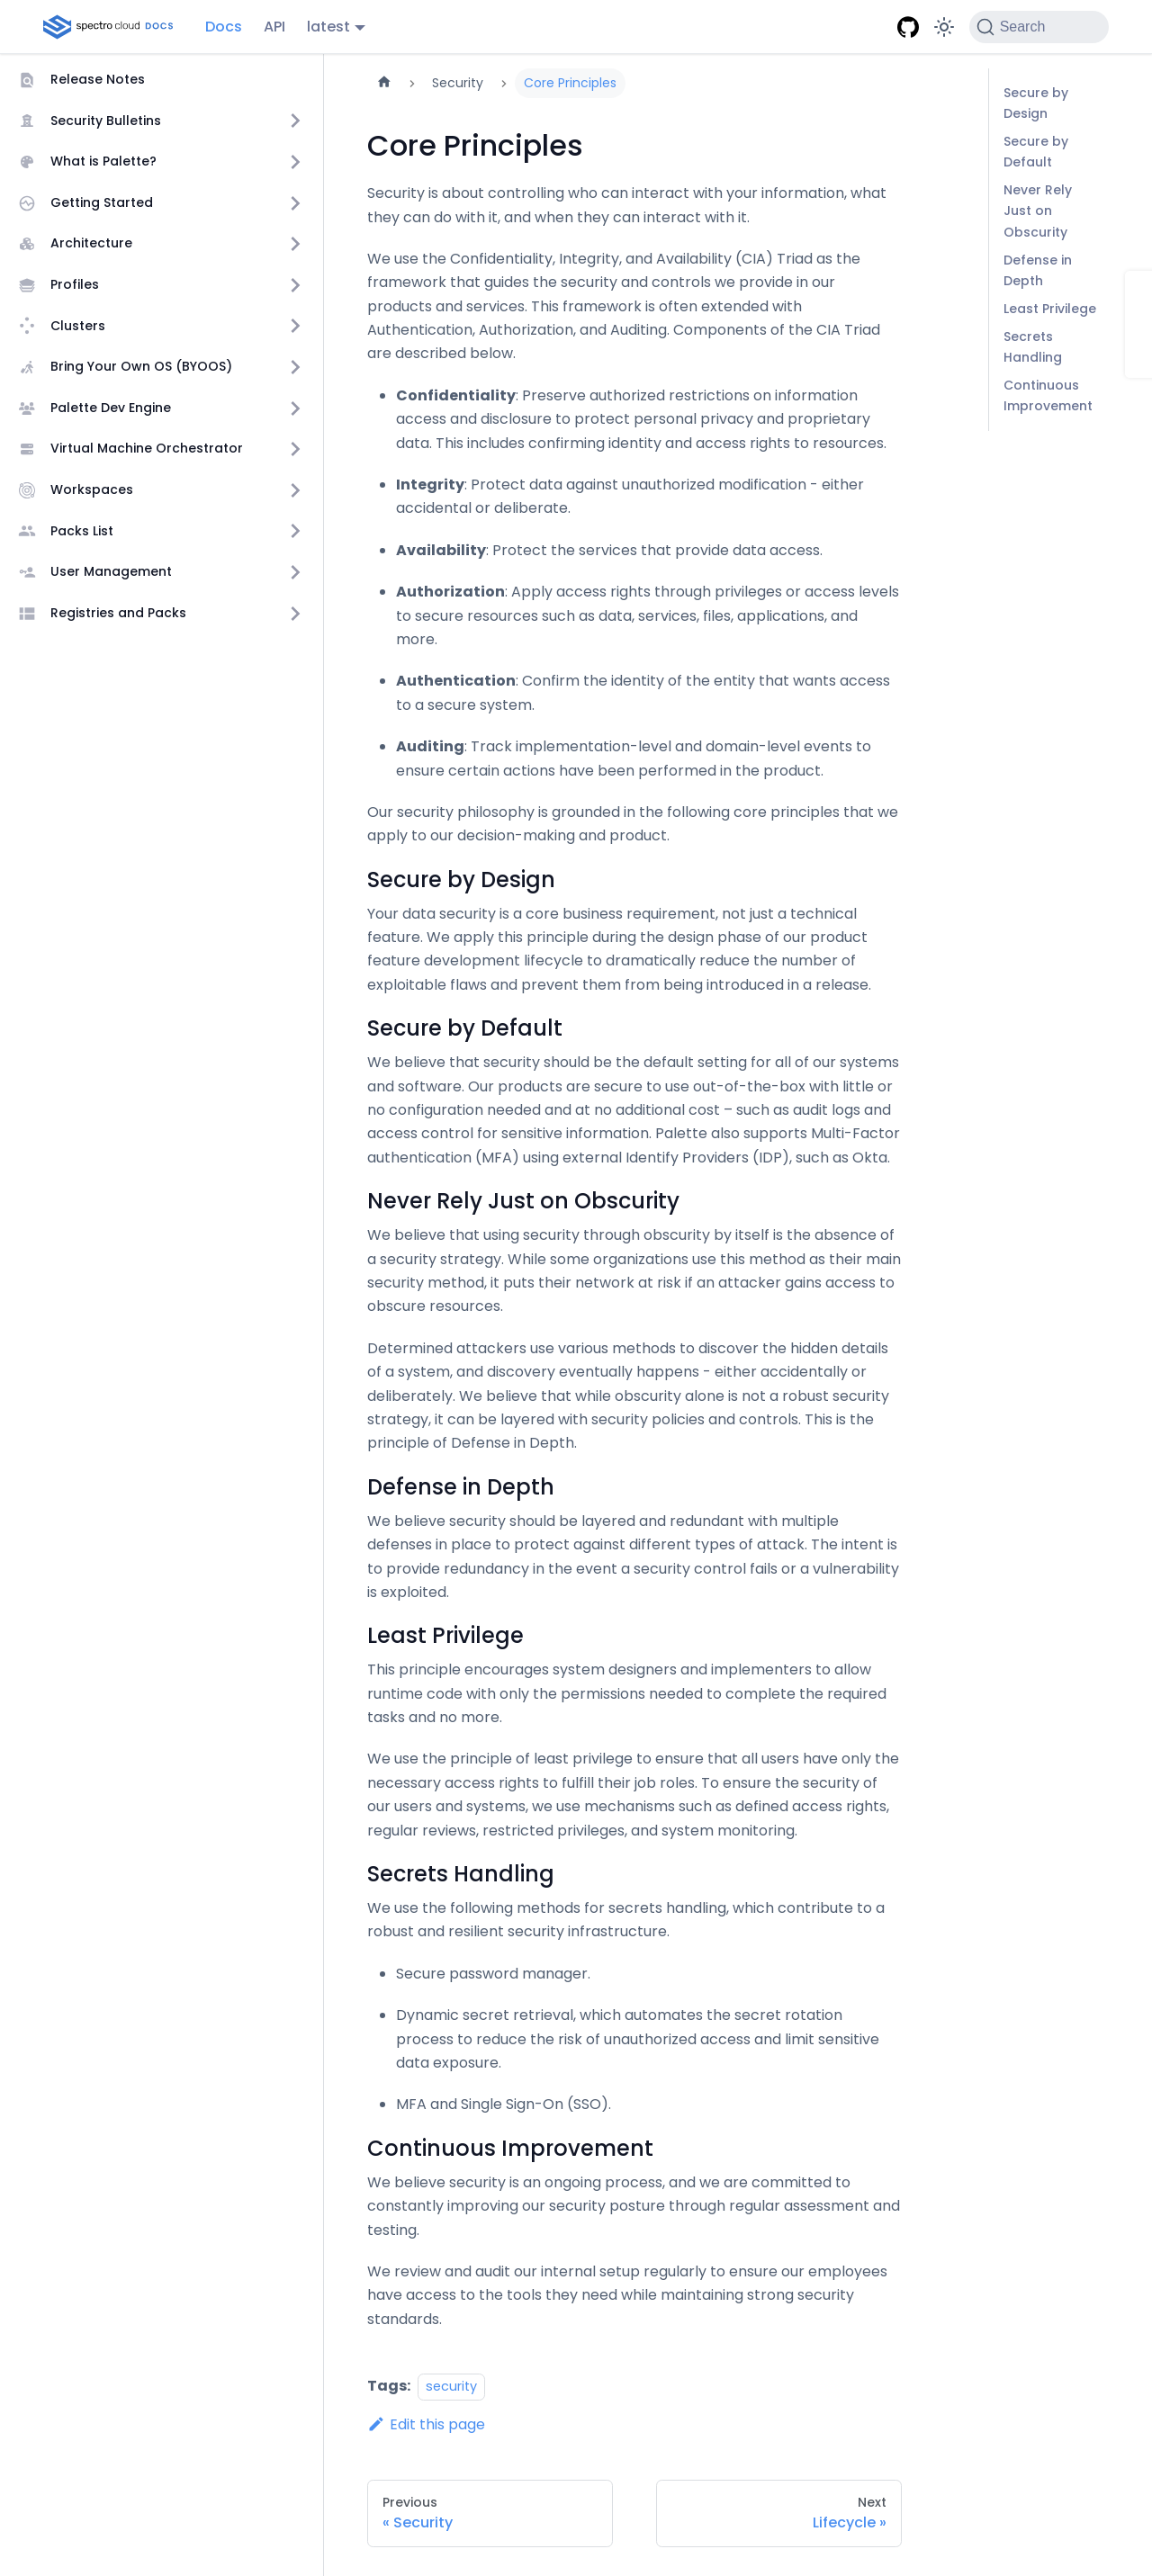 spectro cloud DOCS
Docs
API
latest
Search
Release Notes
Security Bulletins
What is Palette?
Getting Started
Architecture
Profiles
Clusters
Bring Your Own OS (BYOOS)
Palette Dev Engine
Virtual Machine Orchestrator
Workspaces
Packs List
User Management
Registries and Packs
Security
Core Principles
Core Principles
Security is about controlling who can interact with your information, what
they can do with it, and when they can interact with it.
We use the Confidentiality, Integrity, and Availability (CIA) Triad as the
framework that guides the security and controls we provide in our
products and services. This framework is often extended with
Authentication, Authorization, and Auditing. Components of the CIA Triad
are described below.
Confidentiality: Preserve authorized restrictions on information
access and disclosure to protect personal privacy and proprietary
data. This includes confirming identity and access rights to resources.
Integrity: Protect data against unauthorized modification - either
accidental or deliberate.
Availability: Protect the services that provide data access.
Authorization: Apply access rights through privileges or access levels
to secure resources such as data, services, files, applications, and
more.
Authentication: Confirm the identity of the entity that wants access
to a secure system.
Auditing: Track implementation-level and domain-level events to
ensure certain actions have been performed in the product.
Our security philosophy is grounded in the following core principles that we
apply to our decision-making and product.
Secure by Design
Your data security is a core business requirement, not just a technical
feature. We apply this principle during the design phase of our product
feature development lifecycle to dramatically reduce the number of
exploitable flaws and prevent them from being introduced in a release.
Secure by Default
We believe that security should be the default setting for all of our systems
and software. Our products are secure to use out-of-the-box with little or
no configuration needed and at no additional cost – such as audit logs and
access control for sensitive information. Palette also supports Multi-Factor
authentication (MFA) using external Identify Providers (IDP), such as Okta.
Never Rely Just on Obscurity
We believe that using security through obscurity by itself is the absence of
a security strategy. While some organizations use this method as their main
security method, it puts their network at risk if an attacker gains access to
obscure resources.
Determined attackers use various methods to discover the hidden details
of a system, and discovery eventually happens - either accidentally or
deliberately. We believe that while obscurity alone is not a robust security
strategy, it can be layered with security policies and controls. This is the
principle of Defense in Depth.
Defense in Depth
We believe security should be layered and redundant with multiple
defenses in place to protect against different types of attack. The intent is
to provide redundancy in the event a security control fails or a vulnerability
is exploited.
Least Privilege
This principle encourages system designers and implementers to allow
runtime code with only the permissions needed to complete the required
tasks and no more.
We use the principle of least privilege to ensure that all users have only the
necessary access rights to fulfill their job roles. To ensure the security of
our users and systems, we use mechanisms such as defined access rights,
regular reviews, restricted privileges, and system monitoring.
Secrets Handling
We use the following methods for secrets handling, which contribute to a
robust and resilient security infrastructure.
Secure password manager.
Dynamic secret retrieval, which automates the secret rotation
process to reduce the risk of unauthorized access and limit sensitive
data exposure.
MFA and Single Sign-On (SSO).
Continuous Improvement
We believe security is an ongoing process, and we are committed to
constantly improving our security posture through regular assessment and
testing.
We review and audit our internal setup regularly to ensure our employees
have access to the tools they need while maintaining strong security
standards.
Tags: security
Edit this page
Previous
« Security
Next
Lifecycle »
Secure by
Design
Secure by
Default
Never Rely
Just on
Obscurity
Defense in
Depth
Least Privilege
Secrets
Handling
Continuous
Improvement